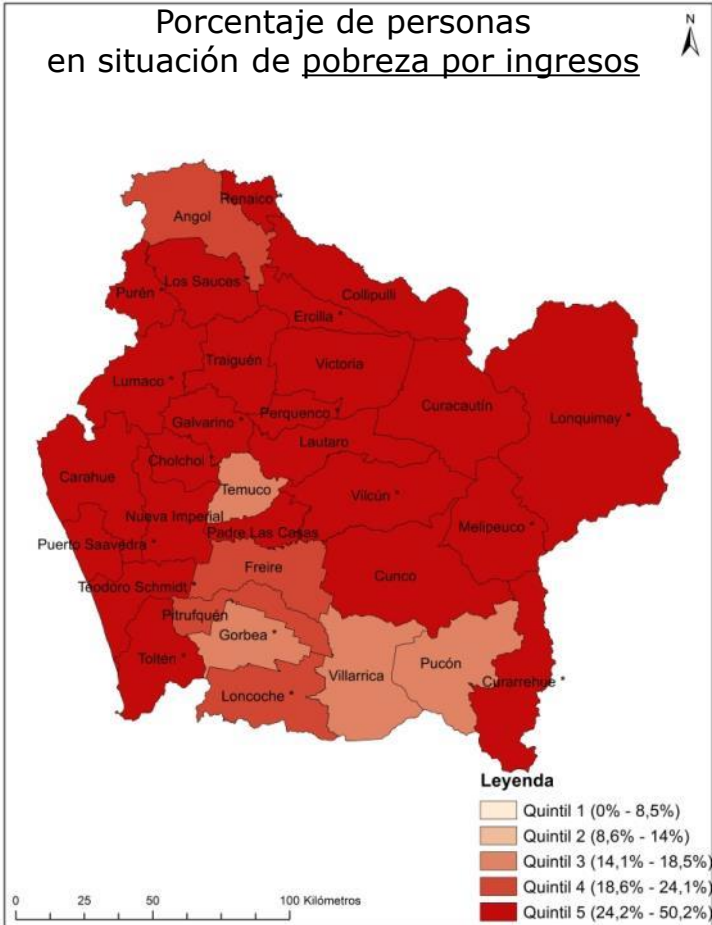 Porcentaje de personas
en situación de pobreza por ingresos
N
Renaico *
Angol
Los Sauces *
Collipulli
Purén *
Ercilla *
Traiguén
Victoria
Lumaco *
Curacautín
Perquenco *
Lonquimay *
Galvarino *
Lautaro
Cholchol *
Carahue
Temuco
Vilcún *
Nueva Imperial
Melipeuco *
Padre Las Casas
Puerto Saavedra *
Freire
Cunco
Teodoro Schmidt *
Pitrufquén
Gorbea *
Toltén *
Pucón
Villarrica
Curarrehue *
Loncoche *
Leyenda
Quintil 1 (0% - 8,5%)
Quintil 2 (8,6% - 14%)
Quintil 3 (14,1% - 18,5%)
Quintil 4 (18,6% - 24,1%)
Quintil 5 (24,2% - 50,2%)
0 25 50 100 Kilómetros